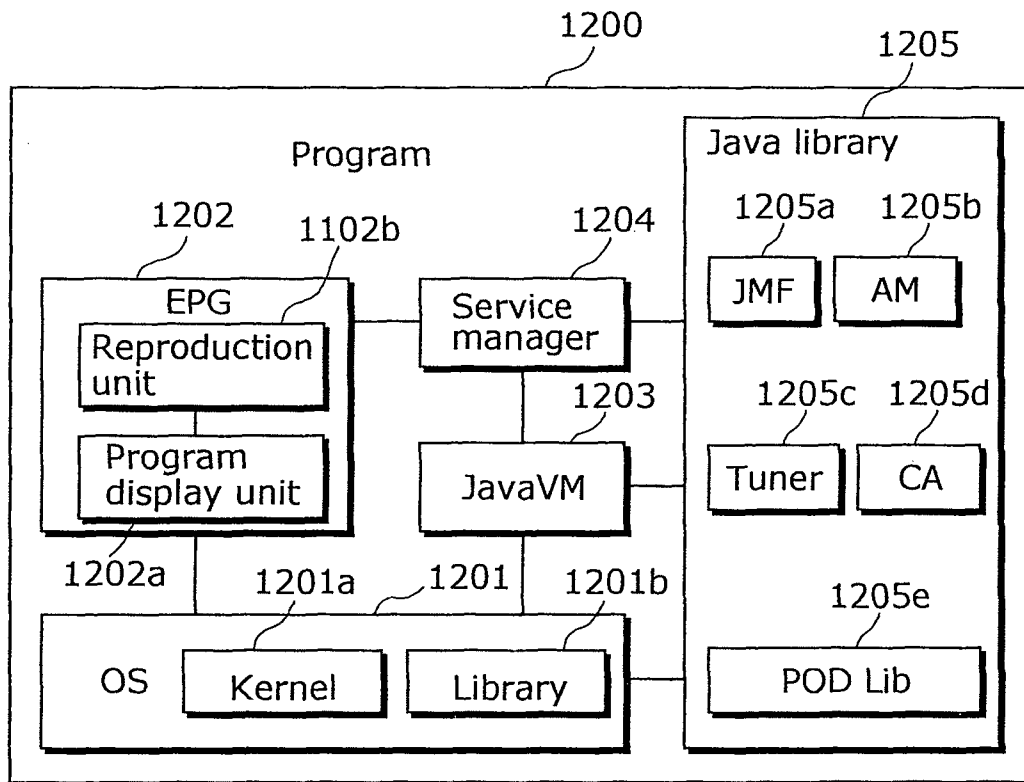 1200
1205
Program
Java library
1202
1102b
1204
1205a
1205b
EPG
Reproduction
unit
Service
manager
JMF
AM
1203
1205c
1205d
Program
display unit
JavaVM
Tuner
CA
1202a
1201a
1201
1201b
1205e
OS
Kernel
Library
POD Lib